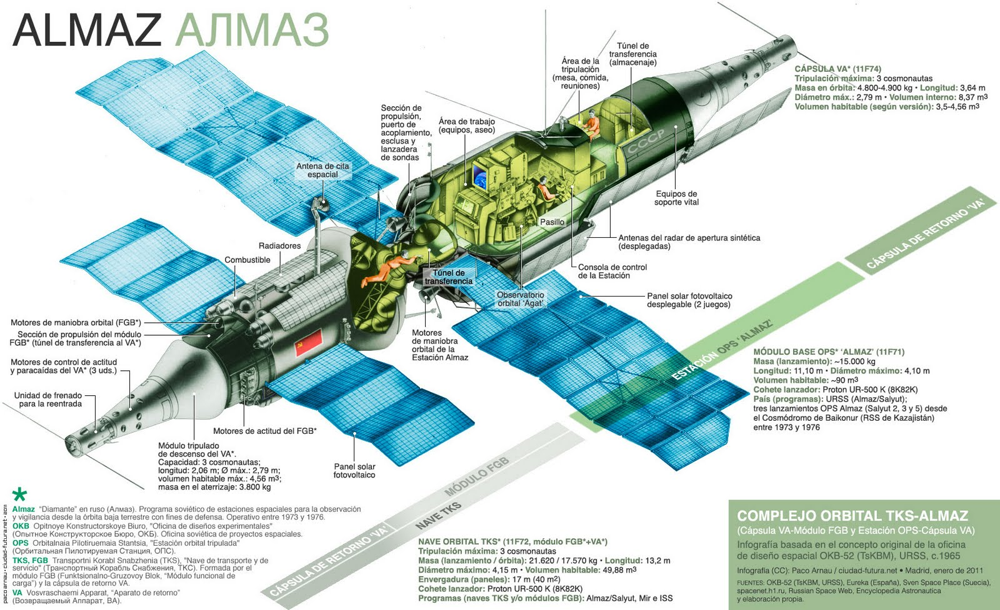 ALMAZ АЛМАЗ
Túnel de
transferencia
(almacenaje)
Área de la
tripulación
(mesa, comida,
reuniones)
CÁPSULA VA* (11F74)
Tripulación máxima: 3 cosmonautas
Masa en órbita: 4.800-4.900 kg • Longitud: 3,64 m
Diámetro máx.: 2,79 m • Volumen interno: 8,37 m³
Volumen habitable (según versión): 3,5-4,56 m³
Sección de
propulsión,
puerto de
acoplamiento,
esclusa y
lanzadera
de sondas
Área de trabajo
(equipos, aseo)
CCCP
Antena de cita
espacial
Equipos de
soporte vital
Pasillo
Antenas del radar de apertura sintética
(desplegadas)
Radiadores
Combustible
Consola de control
de la Estación
Túnel de
transferencia
Observatorio
orbital ‘Agat’
Panel solar fotovoltaico
desplegable (2 juegos)
CÁPSULA DE RETORNO ‘VA’
Motores de maniobra orbital (FGB*)
Sección de propulsión del módulo
FGB* (túnel de transferencia al VA*)
Motores de control de actitud
y paracaídas del VA* (3 uds.)
Unidad de frenado
para la reentrada
Motores
de maniobra
orbital de la
Estación Almaz
ESTACIÓN OPS ‘ALMAZ’
MÓDULO BASE OPS* ‘ALMAZ’ (11F71)
Masa (lanzamiento): ~15.000 kg
Longitud: 11,10 m • Diámetro máximo: 4,10 m
Volumen habitable: ~90 m³
Cohete lanzador: Proton UR-500 K (8K82K)
País (programas): URSS (Almaz/Salyut);
tres lanzamientos OPS Almaz (Salyut 2, 3 y 5) desde
el Cosmódromo de Baikonur (RSS de Kazajistán)
entre 1973 y 1976
Motores de actitud del FGB*
Módulo tripulado
de descenso del VA*.
Capacidad: 3 cosmonautas;
longitud: 2,06 m; Ø máx.: 2,79 m;
volumen habitable máx.: 4,56 m³;
masa en el aterrizaje: 3.800 kg
Panel solar
fotovoltaico
MÓDULO FGB
NAVE TKS
CÁPSULA DE RETORNO ‘VA’
*
Almaz “Diamante” en ruso (Алмаз). Programa soviético de estaciones espaciales para la observación
y vigilancia desde la órbita baja terrestre con fines de defensa. Operativo entre 1973 y 1976.
OKB Opitnoye Konstructorskoye Biuro, "Oficina de diseños experimentales"
(Опытное Конструкторское Бюро, ОКБ). Oficina soviética de proyectos espaciales.
OPS Orbitalnaia Pilotiruemaia Stantsia, "Estación orbital tripulada"
(Орбитальная Пилотируемая Станция, ОПС).
TKS, FGB Transportni Korabl Snabzhenia (TKS), "Nave de transporte y de
servicio" (Транспортный Корабль Снабжения, ТКС). Formada por el
módulo FGB (Funktsionalno-Gruzovoy Blok, “Módulo funcional de
carga”) y la cápsula de retorno VA.
VA Vosvraschaemi Apparat, “Aparato de retorno”
(Возвращаемый Аппарат, ВА).
paco arnau • ciudad-futura.net • 2011
NAVE ORBITAL TKS* (11F72, módulo FGB*+VA*)
Tripulación máxima: 3 cosmonautas
Masa (lanzamiento / órbita): 21.620 / 17.570 kg • Longitud: 13,2 m
Diámetro máximo: 4,15 m • Volumen habitable: 49,88 m³
Envergadura (paneles): 17 m (40 m²)
Cohete lanzador: Proton UR-500 K (8K82K)
Programas (naves TKS y/o módulos FGB): Almaz/Salyut, Mir e ISS
COMPLEJO ORBITAL TKS-ALMAZ
(Cápsula VA-Módulo FGB y Estación OPS-Cápsula VA)
Infografía basada en el concepto original de la oficina
de diseño espacial OKB-52 (TsKBM), URSS, c.1965
Infografía (CC): Paco Arnau / ciudad-futura.net • Madrid, enero de 2011
FUENTES: OKB-52 (TsKBM, URSS), Eureka (España), Sven Space Place (Suecia),
spacenet.h1.ru, Russian Space Web, Encyclopedia Astronautica
y elaboración propia.